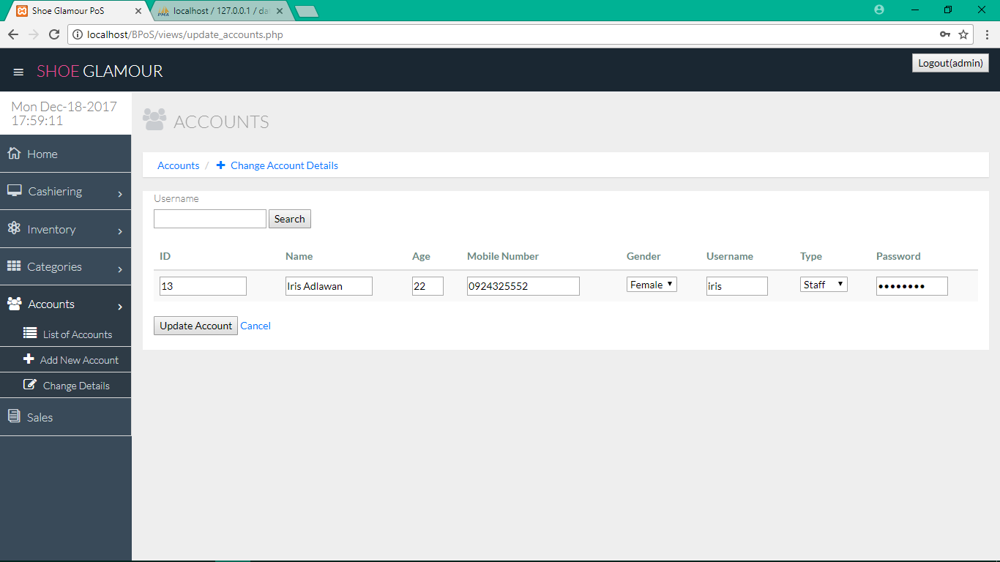 Shoe Glamour PoS
localhost / 127.0.0.1 / da
localhost/BPoS/views/update_accounts.php
SHOE GLAMOUR
Logout(admin)
Mon Dec-18-2017
17:59:11
Home
Cashiering
Inventory
Categories
Accounts
List of Accounts
Add New Account
Change Details
Sales
ACCOUNTS
Accounts / Change Account Details
Username
Search
ID Name Age Mobile Number Gender Username Type Password
13 Iris Adlawan 22 0924325552 Female iris Staff ••••••••
Update Account Cancel